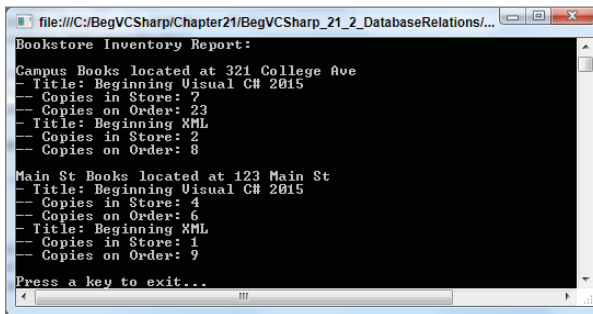 file:///C:/BegVCSharp/Chapter21/BegVCSharp_21_2_DatabaseRelations/...
Bookstore Inventory Report:
Campus Books located at 321 College Ave
- Title: Beginning Visual C# 2015
-- Copies in Store: 7
-- Copies on Order: 23
- Title: Beginning XML
-- Copies in Store: 2
-- Copies on Order: 8
Main St Books located at 123 Main St
- Title: Beginning Visual C# 2015
-- Copies in Store: 4
-- Copies on Order: 6
- Title: Beginning XML
-- Copies in Store: 1
-- Copies on Order: 9
Press a key to exit...